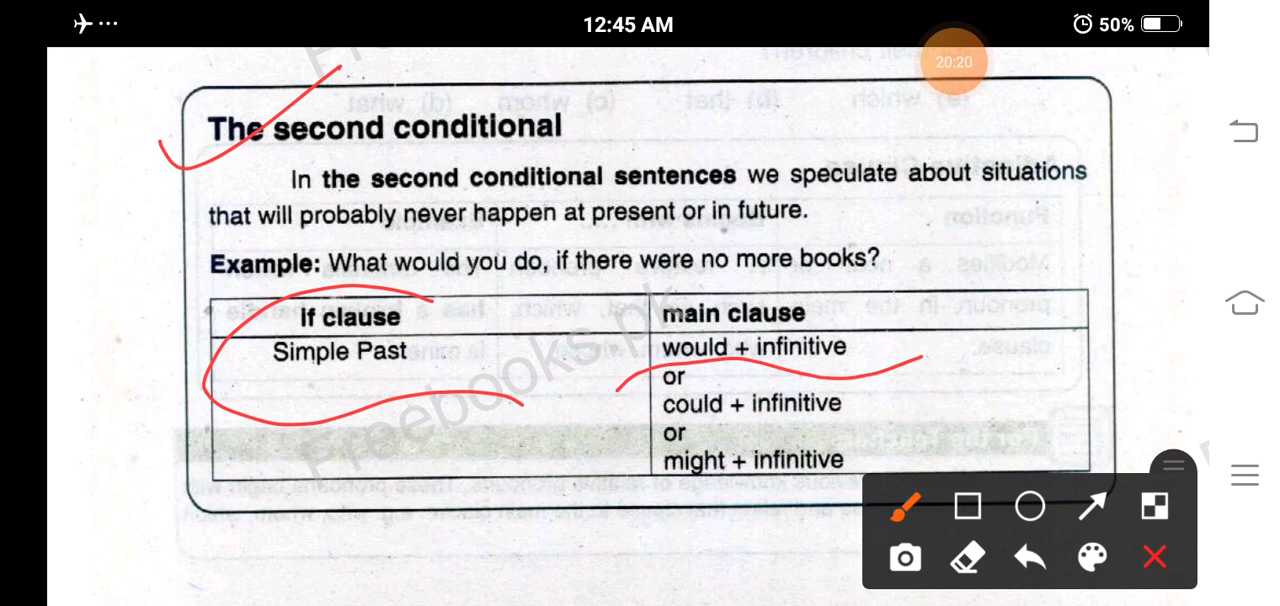 12:45 AM
50%
20:20
The second conditional
In the second conditional sentences we speculate about situations
that will probably never happen at present or in future.
Example: What would you do, if there were no more books?
If clause main clause
Simple Past would + infinitive
or
could + infinitive
or
might + infinitive
Freebooks.pk